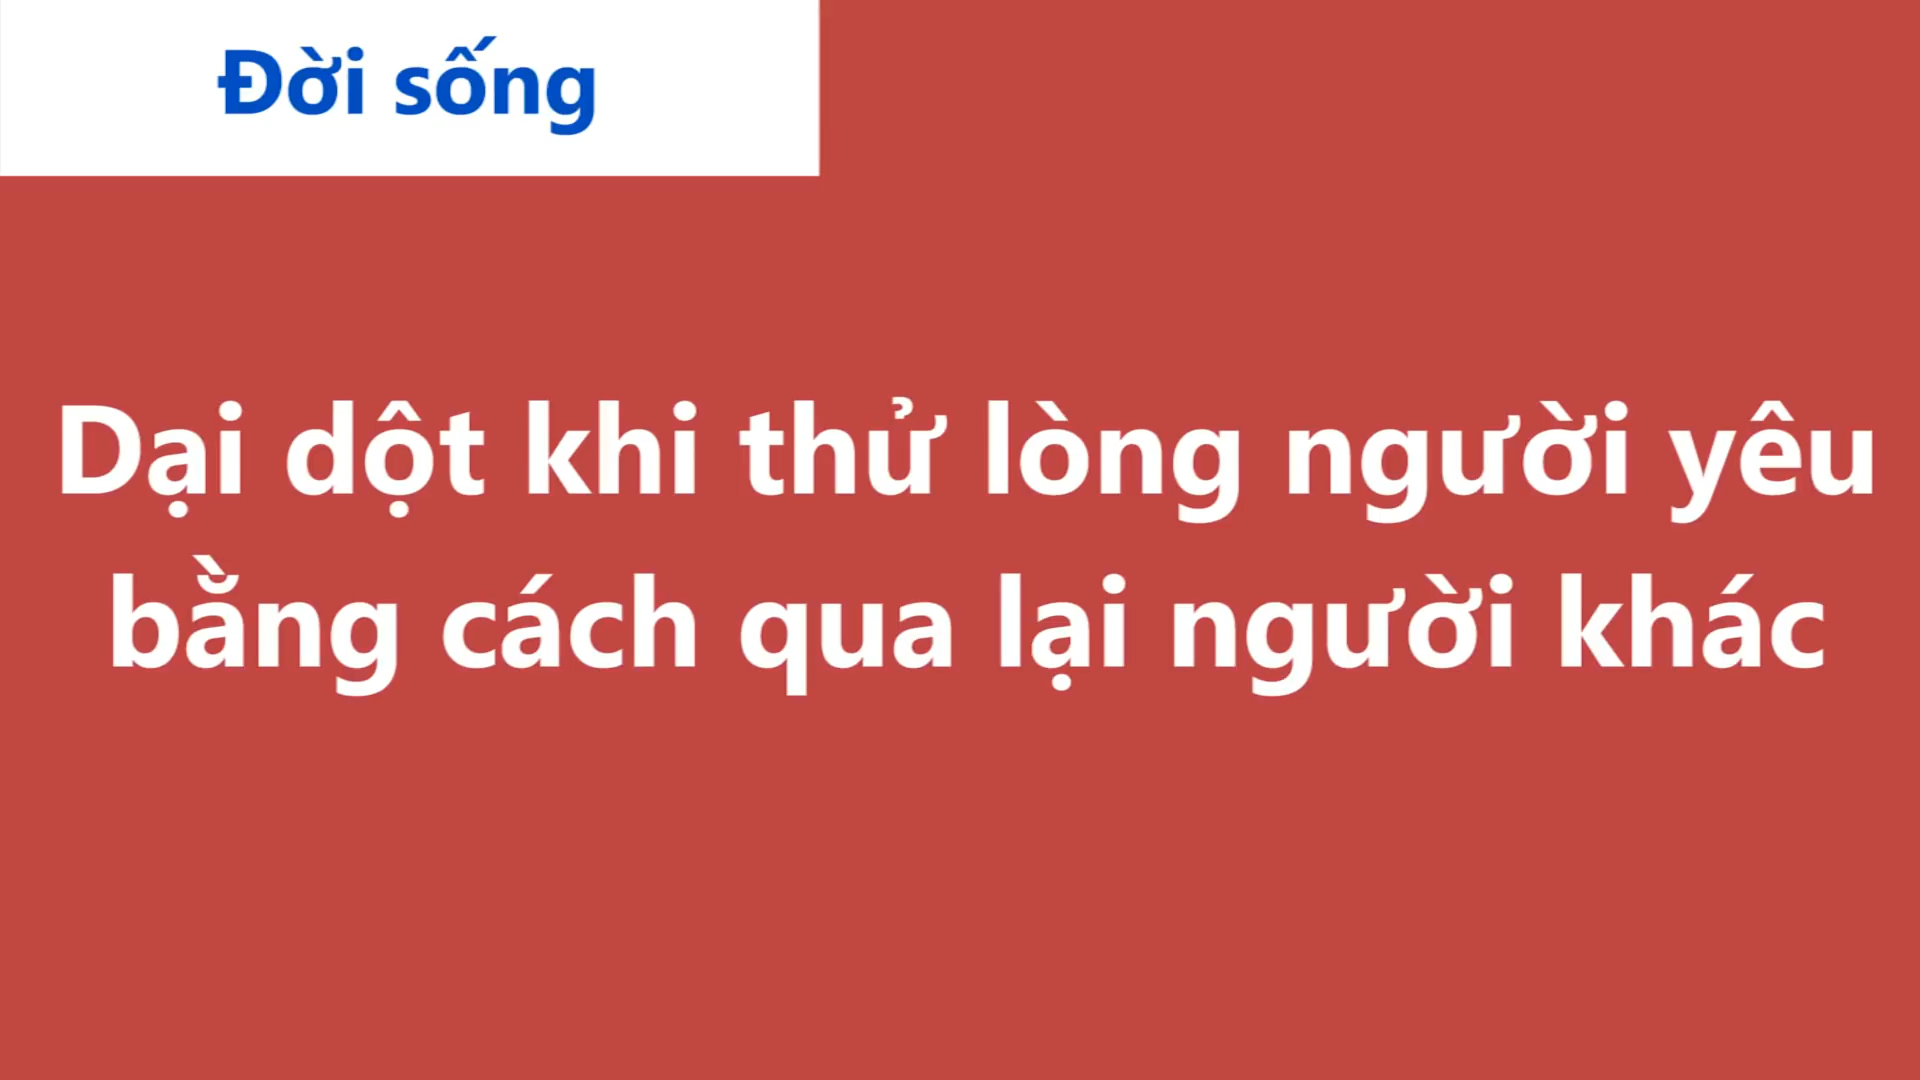 Đời sống
Dại dột khi thử lòng người yêu
bằng cách qua lại người khác